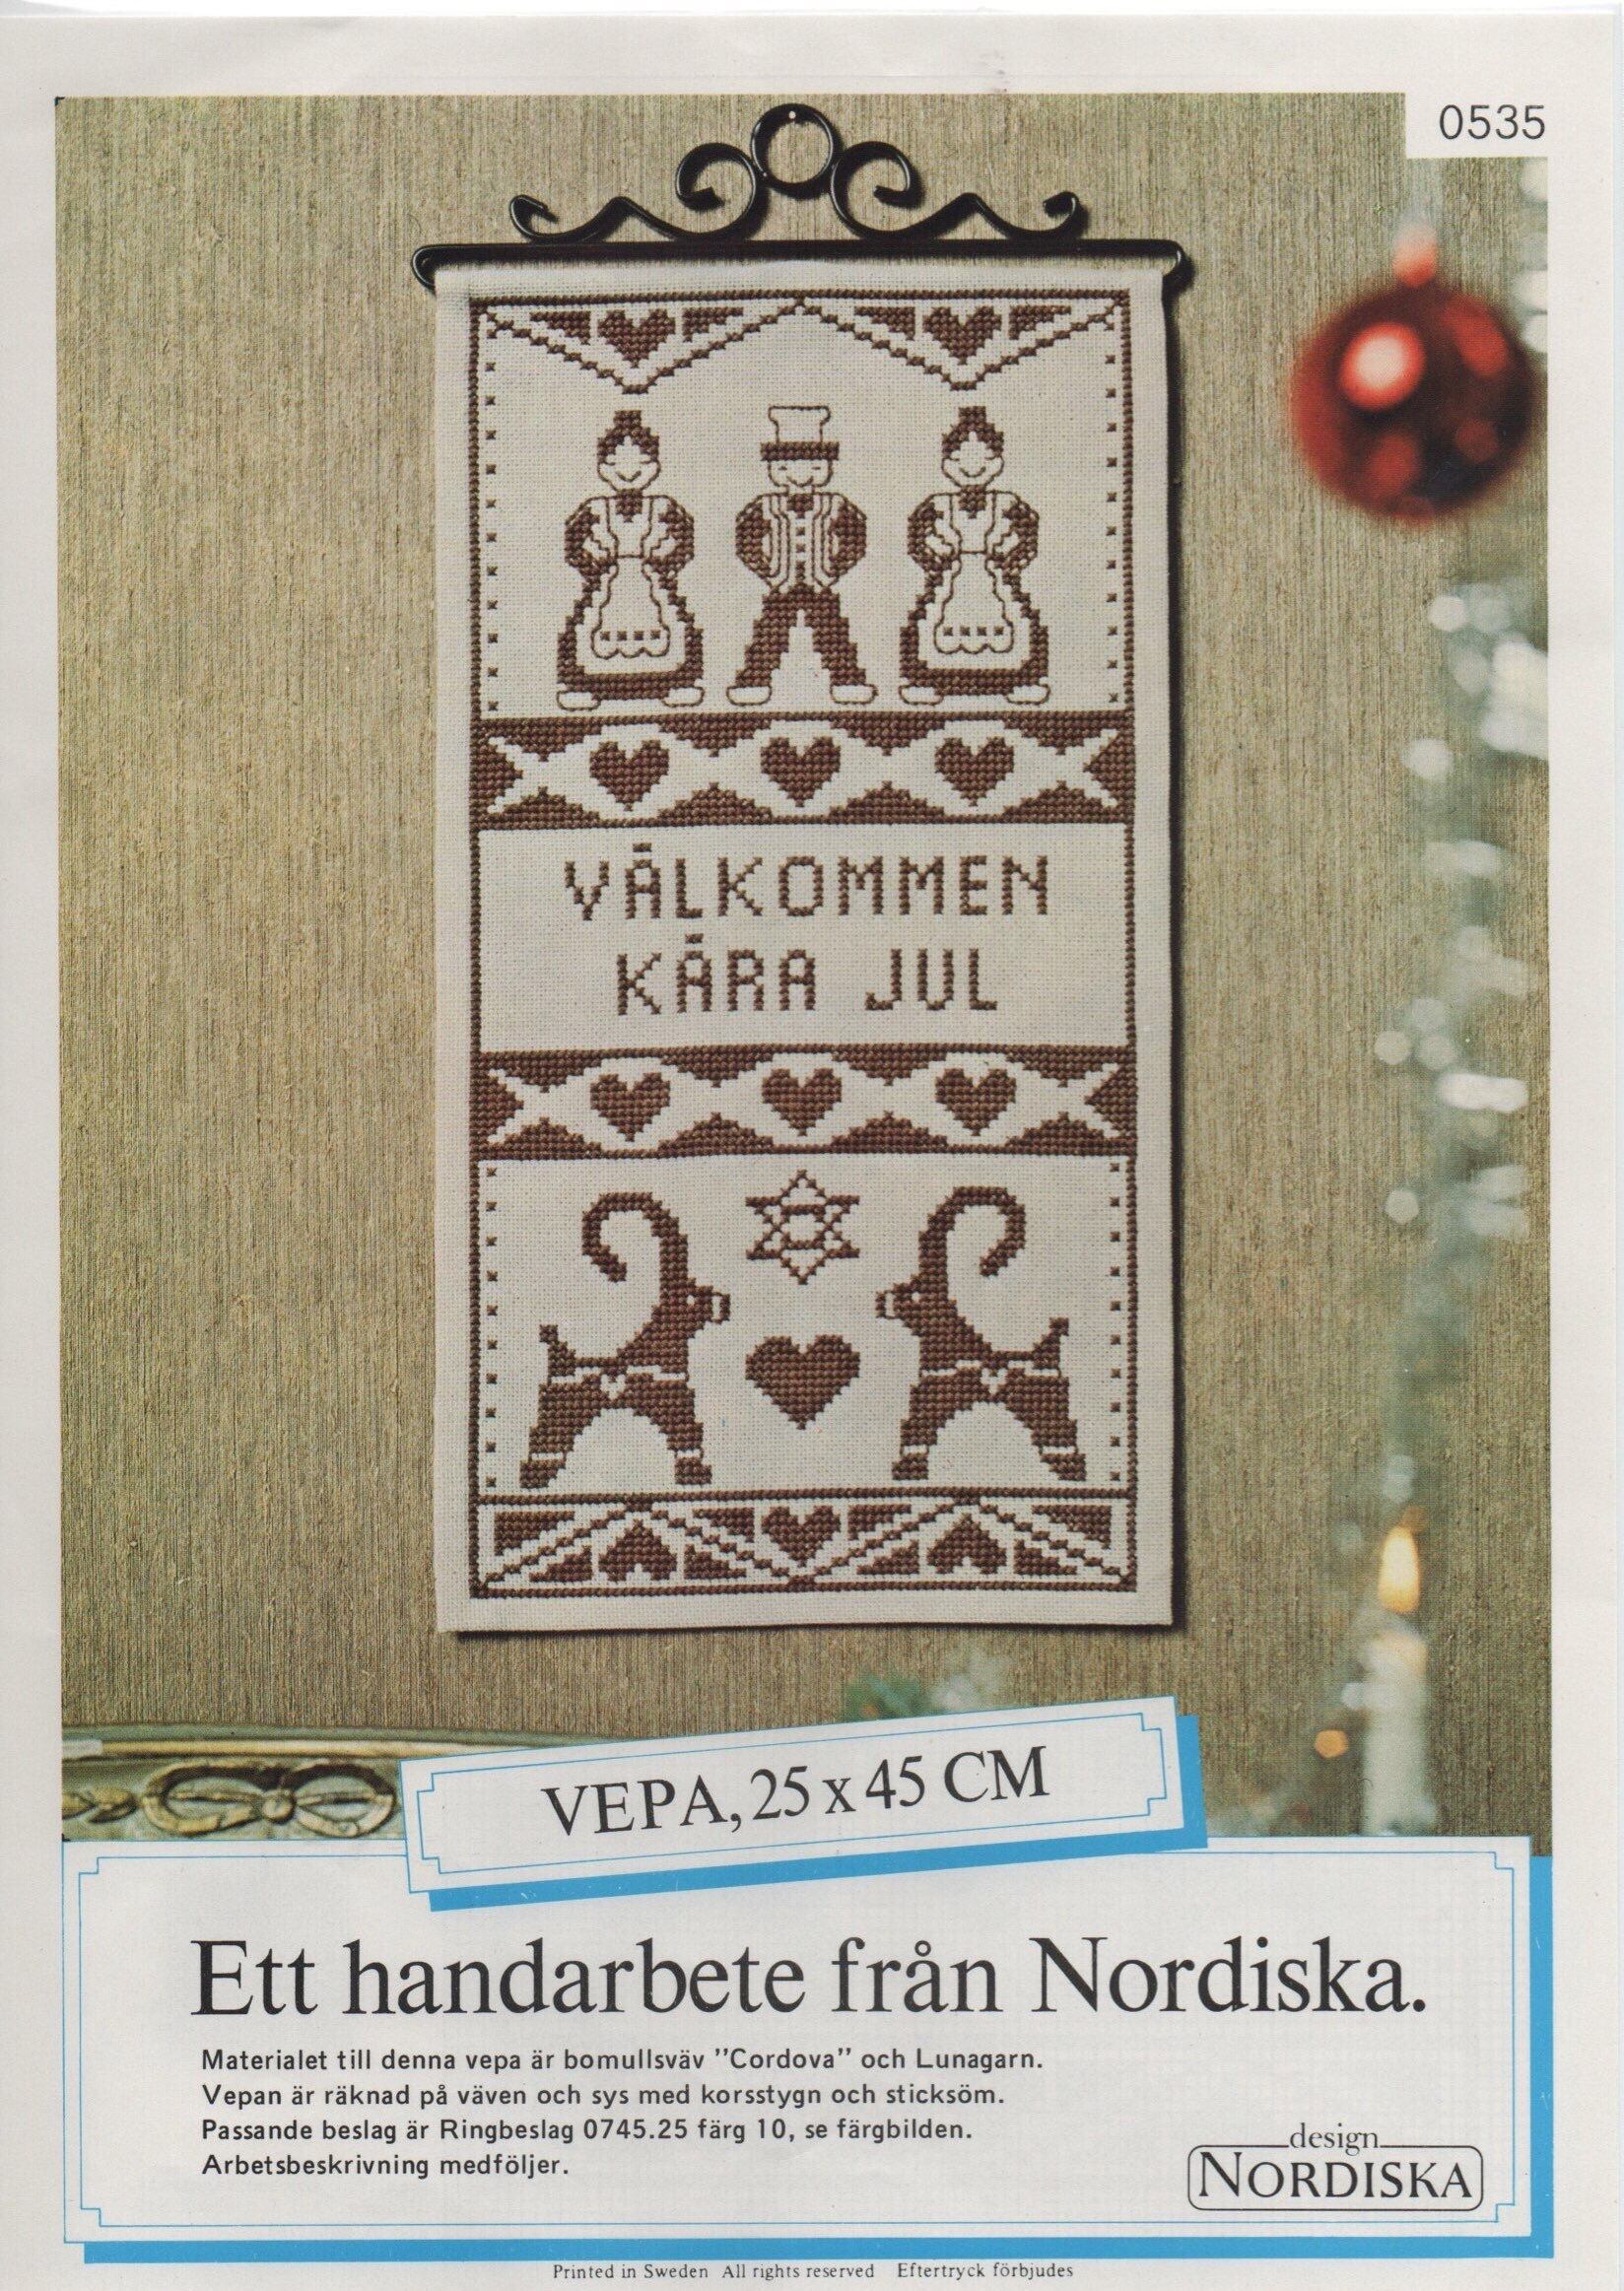 0535
VÄLKOMMEN
KÄRA JUL
VEPA, 25 x 45 CM
Ett handarbete från Nordiska.
Materialet till denna vepa är bomullsväv ”Cordova” och Lunagarn.
Vepan är räknad på väven och sys med korsstygn och sticksöm.
Passande beslag är Ringbeslag 0745.25 färg 10, se färgbilden.
Arbetsbeskrivning medföljer.
design
NORDISKA
Printed in Sweden All rights reserved Eftertryck förbjudes